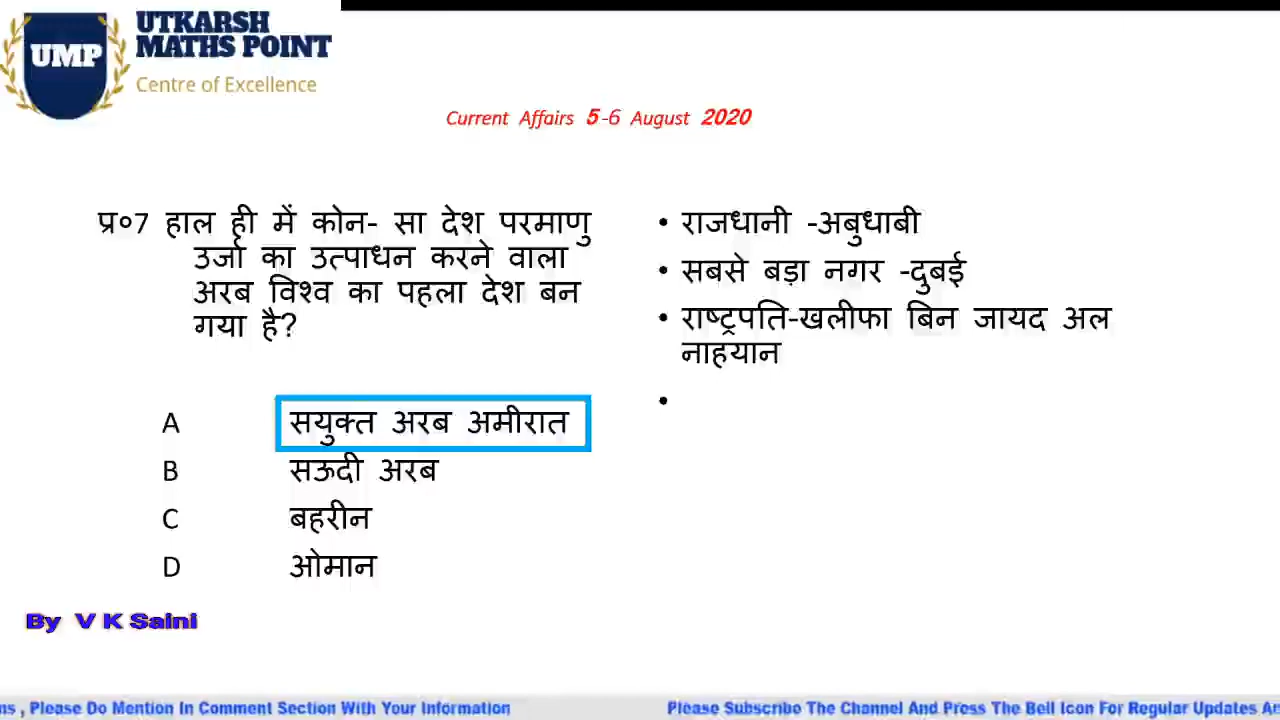 UMP
UTKARSH
MATHS POINT
Centre of Excellence
Current Affairs 5-6 August 2020
प्र०7 हाल ही में कोन- सा देश परमाणु
उर्जा का उत्पाधन करने वाला
अरब विश्व का पहला देश बन
गया है?
A सयुक्त अरब अमीरात
B सऊदी अरब
C बहरीन
D ओमान
• राजधानी -अबुधाबी
• सबसे बड़ा नगर -दुबई
• राष्ट्रपति-खलीफा बिन जायद अल
नाहयान
•
By V K Saini
ns , Please Do Mention In Comment Section With Your Information
Please Subscribe The Channel And Press The Bell Icon For Regular Updates An